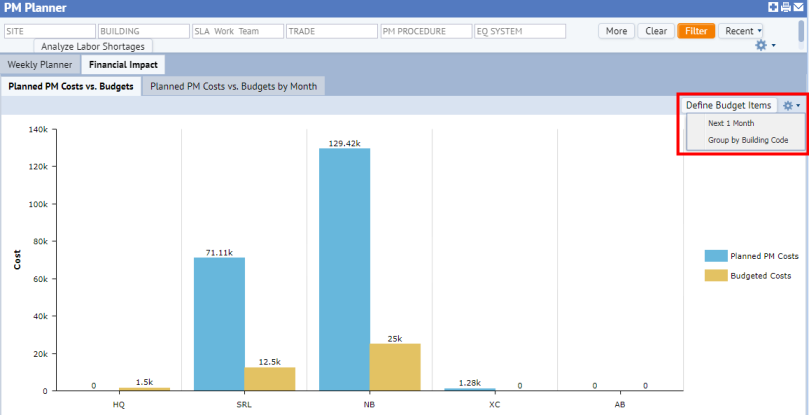 PM Planner
SITE BUILDING SLA Work Team TRADE PM PROCEDURE EQ SYSTEM More Clear Filter Recent
Analyze Labor Shortages
Weekly Planner Financial Impact
Planned PM Costs vs. Budgets Planned PM Costs vs. Budgets by Month
Define Budget Items
Next 1 Month
Group by Building Code
140k
129.42k
120k
100k
80k
71.11k
Cost
Planned PM Costs
60k
Budgeted Costs
40k
25k
20k
12.5k
0 0 1.5k 1.28k 0 0 0
HQ SRL NB XC AB